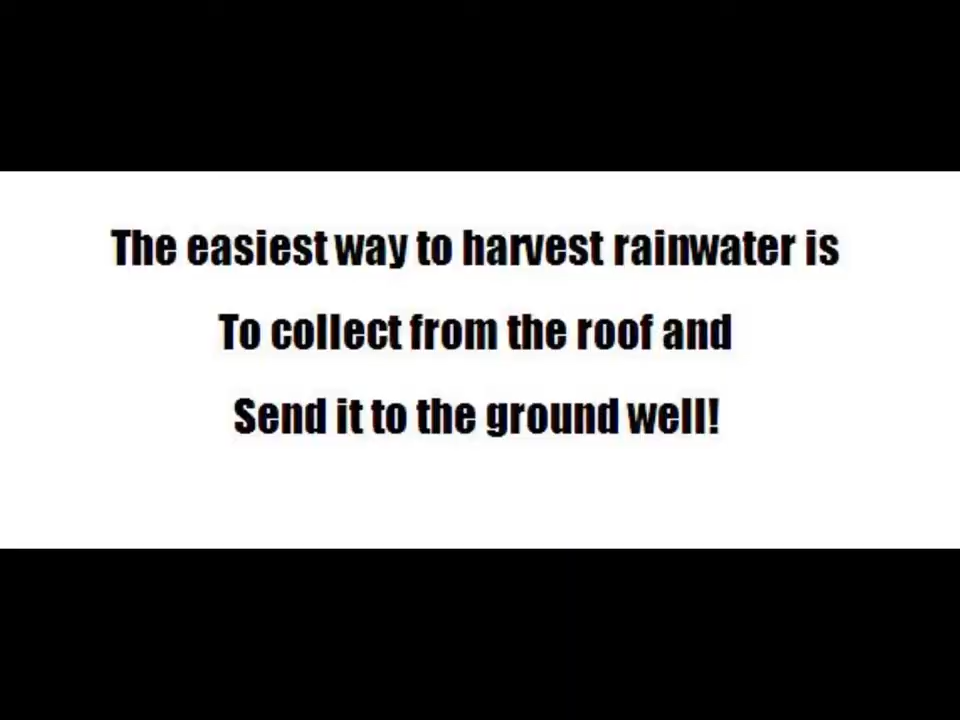 The easiest way to harvest rainwater is
To collect from the roof and
Send it to the ground well!